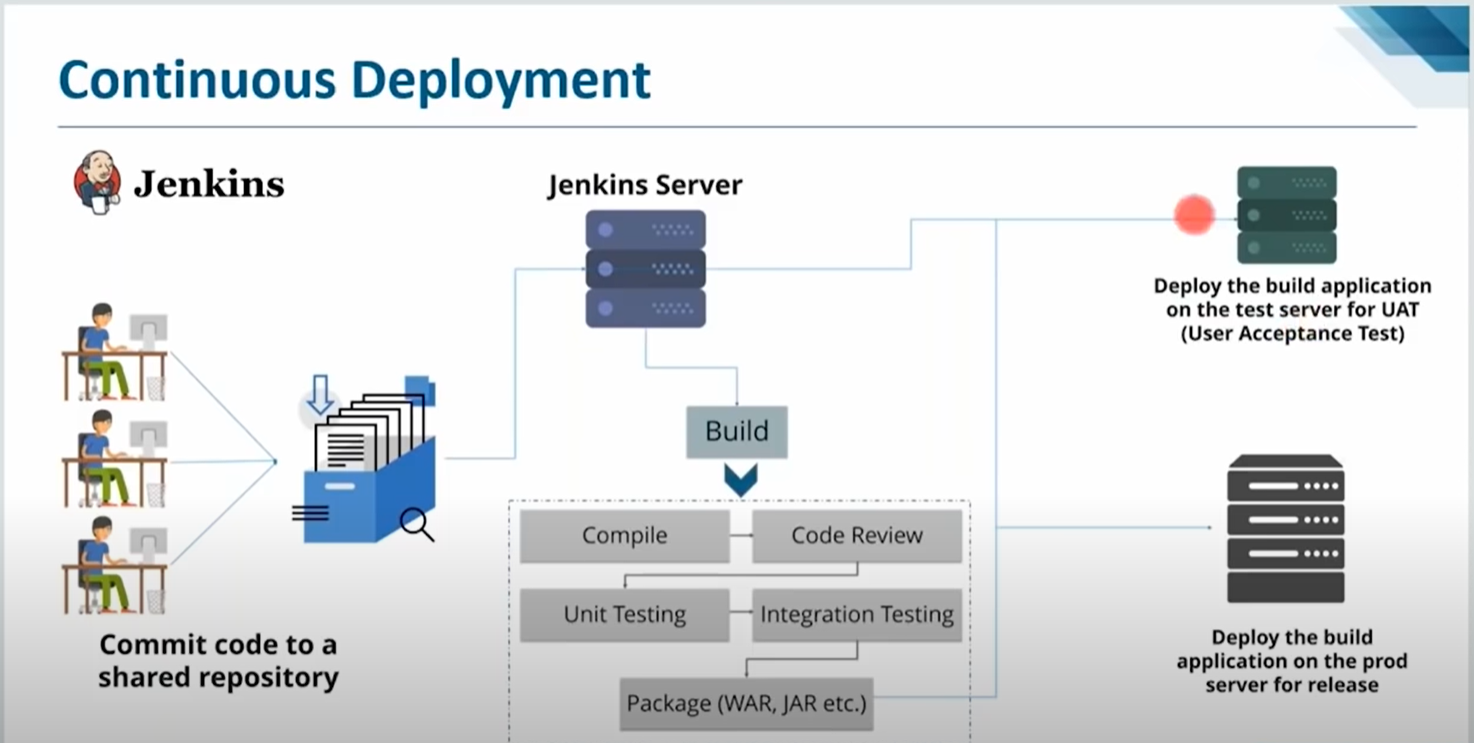 Continuous Deployment
Jenkins
Jenkins Server
Deploy the build application
on the test server for UAT
(User Acceptance Test)
Build
Compile
Code Review
Unit Testing
Integration Testing
Package (WAR, JAR etc.)
Commit code to a
shared repository
Deploy the build
application on the prod
server for release